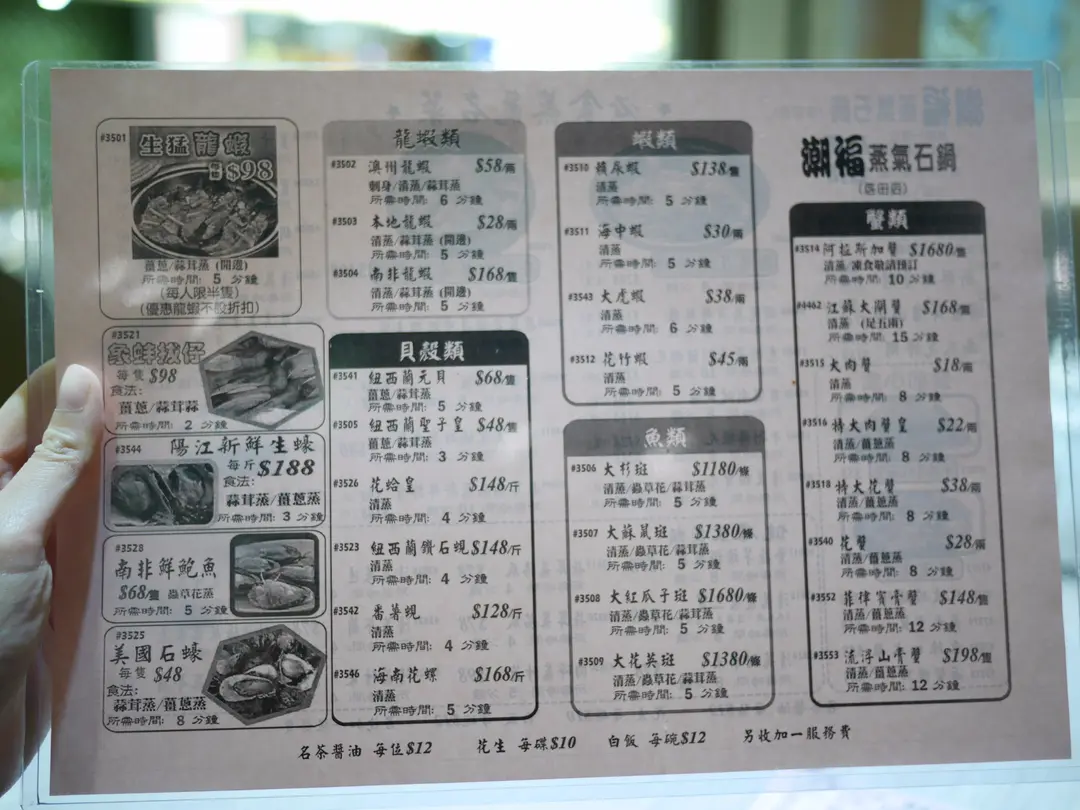 #3501
生猛龍蝦
$98
薑蔥/蒜茸蒸 (開邊)
所需時間: 5 分鐘
(每人限半隻)
(優惠龍蝦不設折扣)
#3521
象蚌拔仔
每隻 $98
食法:
薑蔥/蒜茸蒜
所需時間: 2 分鐘
#3544
陽江新鮮生蠔
每斤 $188
食法:
蒜茸蒸/薑蔥蒸
所需時間: 3 分鐘
#3528
南非鮮鮑魚
$68/隻 蟲草花蒸
所需時間: 5 分鐘
#3525
美國石蠔
每隻 $48
食法:
蒜茸蒸/薑蔥蒸
所需時間: 8 分鐘
龍蝦類
#3502 澳州龍蝦 $58/兩
刺身/清蒸/蒜茸蒸
所需時間: 6 分鐘
#3503 本地龍蝦 $28/兩
清蒸/蒜茸蒸 (開邊)
所需時間: 5 分鐘
#3504 南非龍蝦 $168/隻
清蒸/蒜茸蒸 (開邊)
所需時間: 5 分鐘
貝殼類
#3541 紐西蘭元貝 $68/隻
薑蔥/蒜茸蒸
所需時間: 5 分鐘
#3505 紐西蘭聖子皇 $48/隻
薑蔥/蒜茸蒸
所需時間: 3 分鐘
#3526 花蛤皇 $148/斤
清蒸
所需時間: 4 分鐘
#3523 紐西蘭鑽石蜆 $148/斤
清蒸
所需時間: 4 分鐘
#3542 番薯蜆 $128/斤
清蒸
所需時間: 4 分鐘
#3546 海南花螺 $168/斤
清蒸
所需時間: 5 分鐘
蝦類
#3510 攋尿蝦 $138/隻
清蒸
所需時間: 5 分鐘
#3511 海中蝦 $30/兩
清蒸
所需時間: 5 分鐘
#3543 大虎蝦 $38/兩
清蒸
所需時間: 6 分鐘
#3512 花竹蝦 $45/兩
清蒸
所需時間: 5 分鐘
魚類
#3506 大杉斑 $1180/條
清蒸/蟲草花/蒜茸蒸
所需時間: 5 分鐘
#3507 大蘇鼠斑 $1380/條
清蒸/蟲草花/蒜茸蒸
所需時間: 5 分鐘
#3508 大紅瓜子斑 $1680/條
清蒸/蟲草花/蒜茸蒸
所需時間: 5 分鐘
#3509 大花英斑 $1380/條
清蒸/蟲草花/蒜茸蒸
所需時間: 5 分鐘
潮福 蒸氣石鍋
蟹類
#3514 阿拉斯加蟹 $1680/隻
清蒸/凍食敬請預訂
所需時間: 10 分鐘
#4462 江蘇大閘蟹 $168/隻
清蒸 (足五兩)
所需時間: 15 分鐘
#3515 大肉蟹 $18/兩
清蒸
所需時間: 8 分鐘
#3516 特大肉蟹皇 $22/兩
清蒸/薑蔥蒸
所需時間: 8 分鐘
#3518 特大花蟹 $38/兩
清蒸/薑蔥蒸
所需時間: 8 分鐘
#3540 花蟹 $28/兩
清蒸/薑蔥蒸
所需時間: 8 分鐘
#3552 菲律賓膏蟹 $148/隻
清蒸/薑蔥蒸
所需時間: 12 分鐘
#3553 流浮山膏蟹 $198/隻
清蒸/薑蔥蒸
所需時間: 12 分鐘
名茶醬油 每位$12 花生 每碟$10 白飯 每碗$12 另收加一服務費